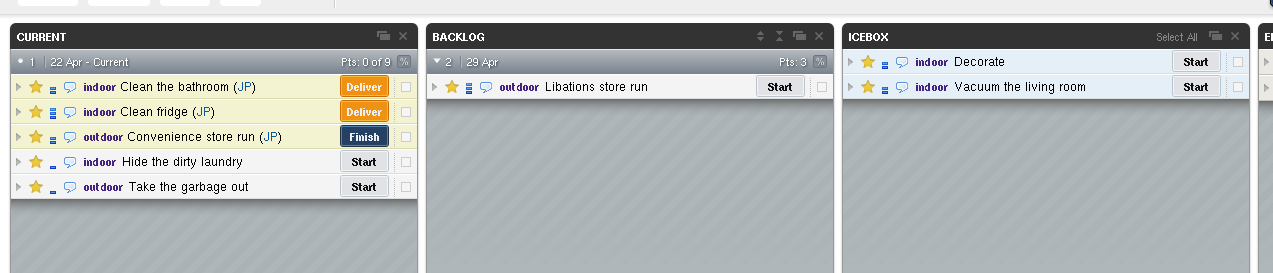 CURRENT
1 22 Apr - Current Pts: 0 of 9 %
indoor Clean the bathroom (JP) Deliver
indoor Clean fridge (JP) Deliver
outdoor Convenience store run (JP) Finish
indoor Hide the dirty laundry Start
outdoor Take the garbage out Start
BACKLOG
2 29 Apr Pts: 3 %
outdoor Libations store run Start
ICEBOX Select All
indoor Decorate Start
indoor Vacuum the living room Start